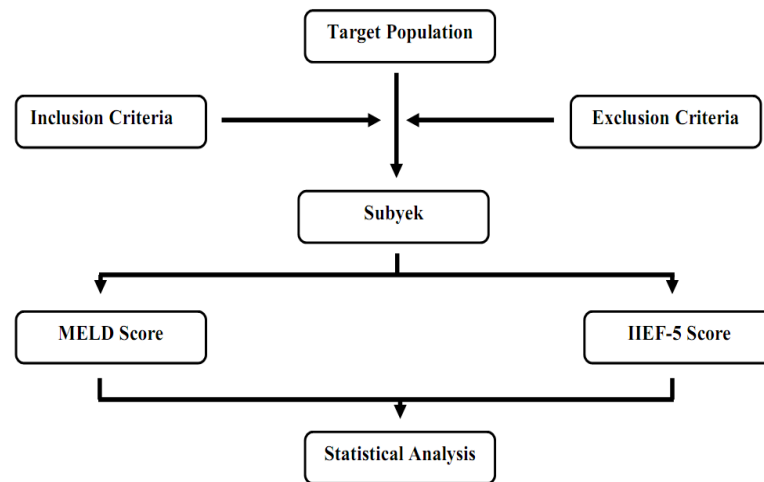 Target Population
Inclusion Criteria
Exclusion Criteria
Subyek
MELD Score
IIEF-5 Score
Statistical Analysis